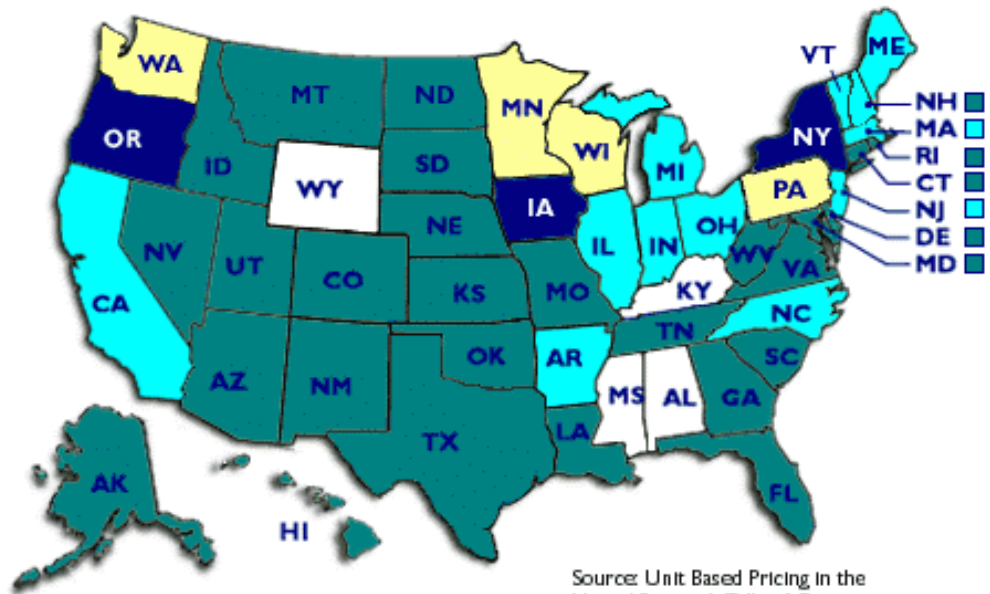 WA
MT
ND
MN
VT
ME
OR
ID
SD
WI
MI
NY
NH
MA
RI
CT
NJ
DE
MD
WY
NE
IA
IL
IN
OH
PA
NV
UT
CO
KS
MO
KY
WV
VA
CA
AZ
NM
OK
AR
TN
NC
SC
TX
LA
MS
AL
GA
FL
AK
HI
Source: Unit Based Pricing in the